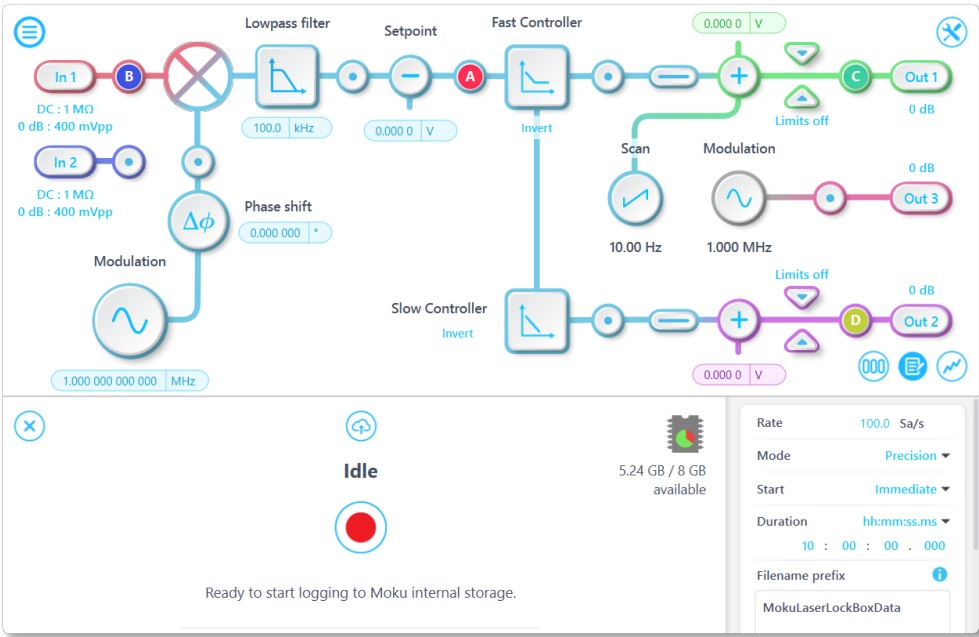 Lowpass filter
Setpoint
Fast Controller
0.000 0 V
In 1
B
A
C
Out 1
DC : 1 MΩ
0 dB : 400 mVpp
100.0 kHz
0.000 0 V
Invert
Limits off
0 dB
In 2
DC : 1 MΩ
0 dB : 400 mVpp
Scan
Modulation
0 dB
Out 3
Δϕ
Phase shift
0.000 000 °
10.00 Hz
1.000 MHz
Modulation
Limits off
Slow Controller
Invert
0 dB
D
Out 2
1.000 000 000 000 MHz
0.000 0 V
Idle
5.24 GB / 8 GB
available
Ready to start logging to Moku internal storage.
Rate 100.0 Sa/s
Mode Precision
Start Immediate
Duration hh:mm:ss.ms
10 : 00 : 00 . 000
Filename prefix i
MokuLaserLockBoxData